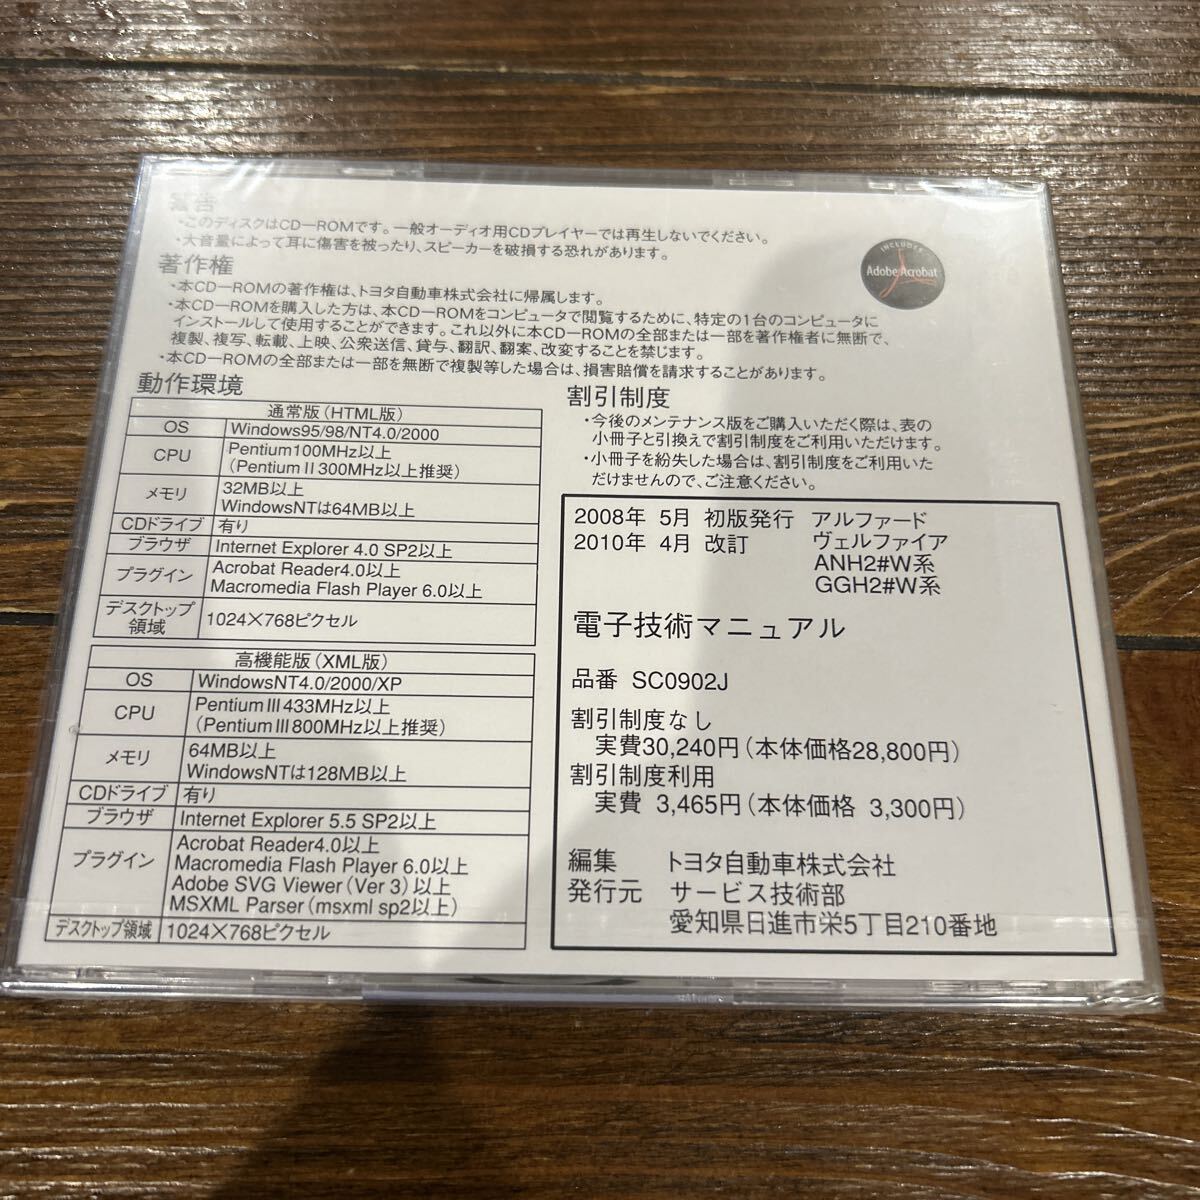 警告
・このディスクはCD－ROMです。一般オーディオ用CDプレイヤーでは再生しないでください。
・大音量によって耳に傷害を被ったり、スピーカーを破損する恐れがあります。
著作権
・本CD－ROMの著作権は、トヨタ自動車株式会社に帰属します。
・本CD－ROMを購入した方は、本CD－ROMをコンピュータで閲覧するために、特定の1台のコンピュータに
インストールして使用することができます。これ以外に本CD－ROMの全部または一部を著作権者に無断で、
複製、複写、転載、上映、公衆送信、貸与、翻訳、翻案、改変することを禁じます。
・本CD－ROMの全部または一部を無断で複製等した場合は、損害賠償を請求することがあります。
INCLUDES
Adobe Acrobat
動作環境
通常版（HTML版）
OS Windows95/98/NT4.0/2000
CPU Pentium100MHz以上
（PentiumⅡ300MHz以上推奨）
メモリ 32MB以上
WindowsNTは64MB以上
CDドライブ 有り
ブラウザ Internet Explorer 4.0 SP2以上
プラグイン Acrobat Reader4.0以上
Macromedia Flash Player 6.0以上
デスクトップ領域 1024×768ピクセル
高機能版（XML版）
OS WindowsNT4.0/2000/XP
CPU PentiumⅢ433MHz以上
（PentiumⅢ800MHz以上推奨）
メモリ 64MB以上
WindowsNTは128MB以上
CDドライブ 有り
ブラウザ Internet Explorer 5.5 SP2以上
プラグイン Acrobat Reader4.0以上
Macromedia Flash Player 6.0以上
Adobe SVG Viewer（Ver 3）以上
MSXML Parser（msxml sp2以上）
デスクトップ領域 1024×768ピクセル
割引制度
・今後のメンテナンス版をご購入いただく際は、表の
小冊子と引換えで割引制度をご利用いただけます。
・小冊子を紛失した場合は、割引制度をご利用いた
だけませんので、ご注意ください。
2008年 5月 初版発行 アルファード
2010年 4月 改訂 ヴェルファイア
ANH2#W系
GGH2#W系
電子技術マニュアル
品番 SC0902J
割引制度なし
実費30,240円（本体価格28,800円）
割引制度利用
実費 3,465円（本体価格 3,300円）
編集 トヨタ自動車株式会社
発行元 サービス技術部
愛知県日進市栄5丁目210番地